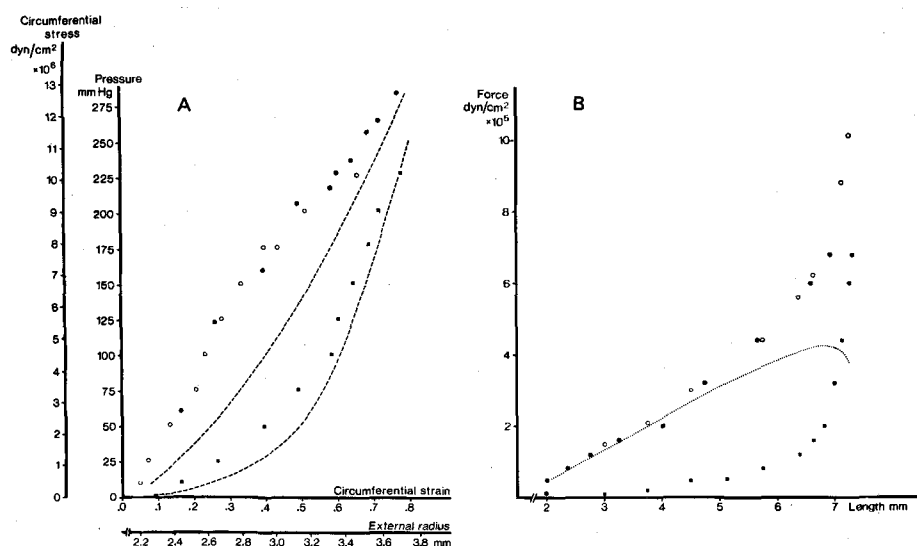 Circumferential
stress
dyn/cm²
×10⁶
13
12
11
10
9
8
7
6
5
4
3
2
1
0
Pressure
mm Hg
275
250
225
200
175
150
125
100
75
50
25
0
A
Circumferential strain
.0 .1 .2 .3 .4 .5 .6 .7 .8
External radius
2.2 2.4 2.6 2.8 3.0 3.2 3.4 3.6 3.8 mm
Force
dyn/cm²
×10⁵
10
8
6
4
2
B
2 3 4 5 6 7 Length mm